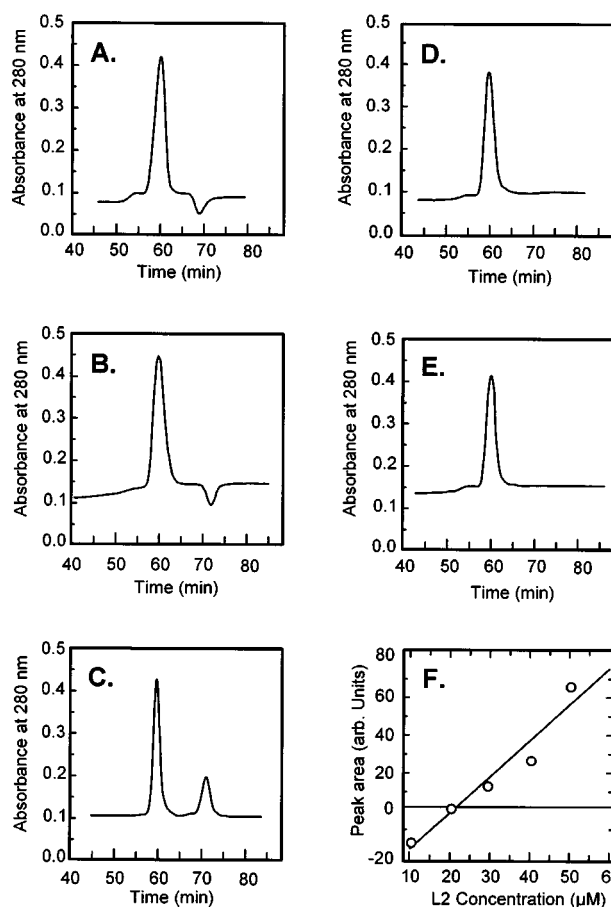 A.
Absorbance at 280 nm
0.5
0.4
0.3
0.2
0.1
0.0
40 50 60 70 80
Time (min)
D.
Absorbance at 280 nm
0.5
0.4
0.3
0.2
0.1
0.0
40 50 60 70 80
Time (min)
B.
Absorbance at 280 nm
0.5
0.4
0.3
0.2
0.1
0.0
40 50 60 70 80
Time (min)
E.
Absorbance at 280 nm
0.5
0.4
0.3
0.2
0.1
0.0
40 50 60 70 80
Time (min)
C.
Absorbance at 280 nm
0.5
0.4
0.3
0.2
0.1
0.0
40 50 60 70 80
Time (min)
F.
Peak area (arb. Units)
80
60
40
20
0
-20
10 20 30 40 50
L2 Concentration (µM)